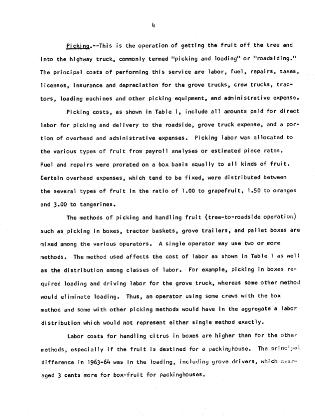 4
Picking.--This is the operation of getting the fruit off the tree and
into the highway truck, commonly termed "picking and loading" or "roadsiding."
The principal costs of performing this service are labor, fuel, repairs, taxes,
licenses, insurance and depreciation for the grove trucks, crew trucks, trac-
tors, loading machines and other picking equipment, and administrative expense.
Picking costs, as shown in Table 1, include all amounts paid for direct
labor for picking and delivery to the roadside, grove truck expense, and a por-
tion of overhead and administrative expenses. Picking labor was allocated to
the various types of fruit from payroll analyses or estimated piece rates.
Fuel and repairs were prorated on a box basis equally to all kinds of fruit.
Certain overhead expenses, which tend to be fixed, were distributed between
the several types of fruit in the ratio of 1.00 to grapefruit, 1.50 to oranges
and 3.00 to tangerines.
The methods of picking and handling fruit (tree-to-roadside operation)
such as picking in boxes, tractor baskets, grove trailers, and pallet boxes are
mixed among the various operators. A single operator may use two or more
methods. The method used affects the cost of labor as shown in Table 1 as well
as the distribution among classes of labor. For example, picking in boxes re-
quired loading and driving labor for the grove truck, whereas some other method
would eliminate loading. Thus, an operator using some crews with the box
method and some with other picking methods would have in the aggregate a labor
distribution which would not represent either single method exactly.
Labor costs for handling citrus in boxes are higher than for the other
methods, especially if the fruit is destined for a packinghouse. The principal
difference in 1963-64 was in the loading, including grove drivers, which aver-
aged 3 cents more for box-fruit for packinghouses.